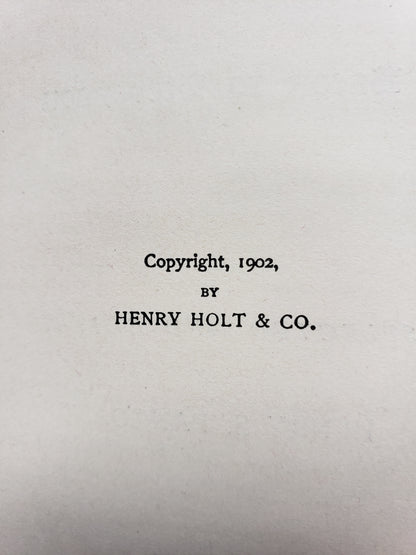 Copyright, 1902,
BY
HENRY HOLT & CO.